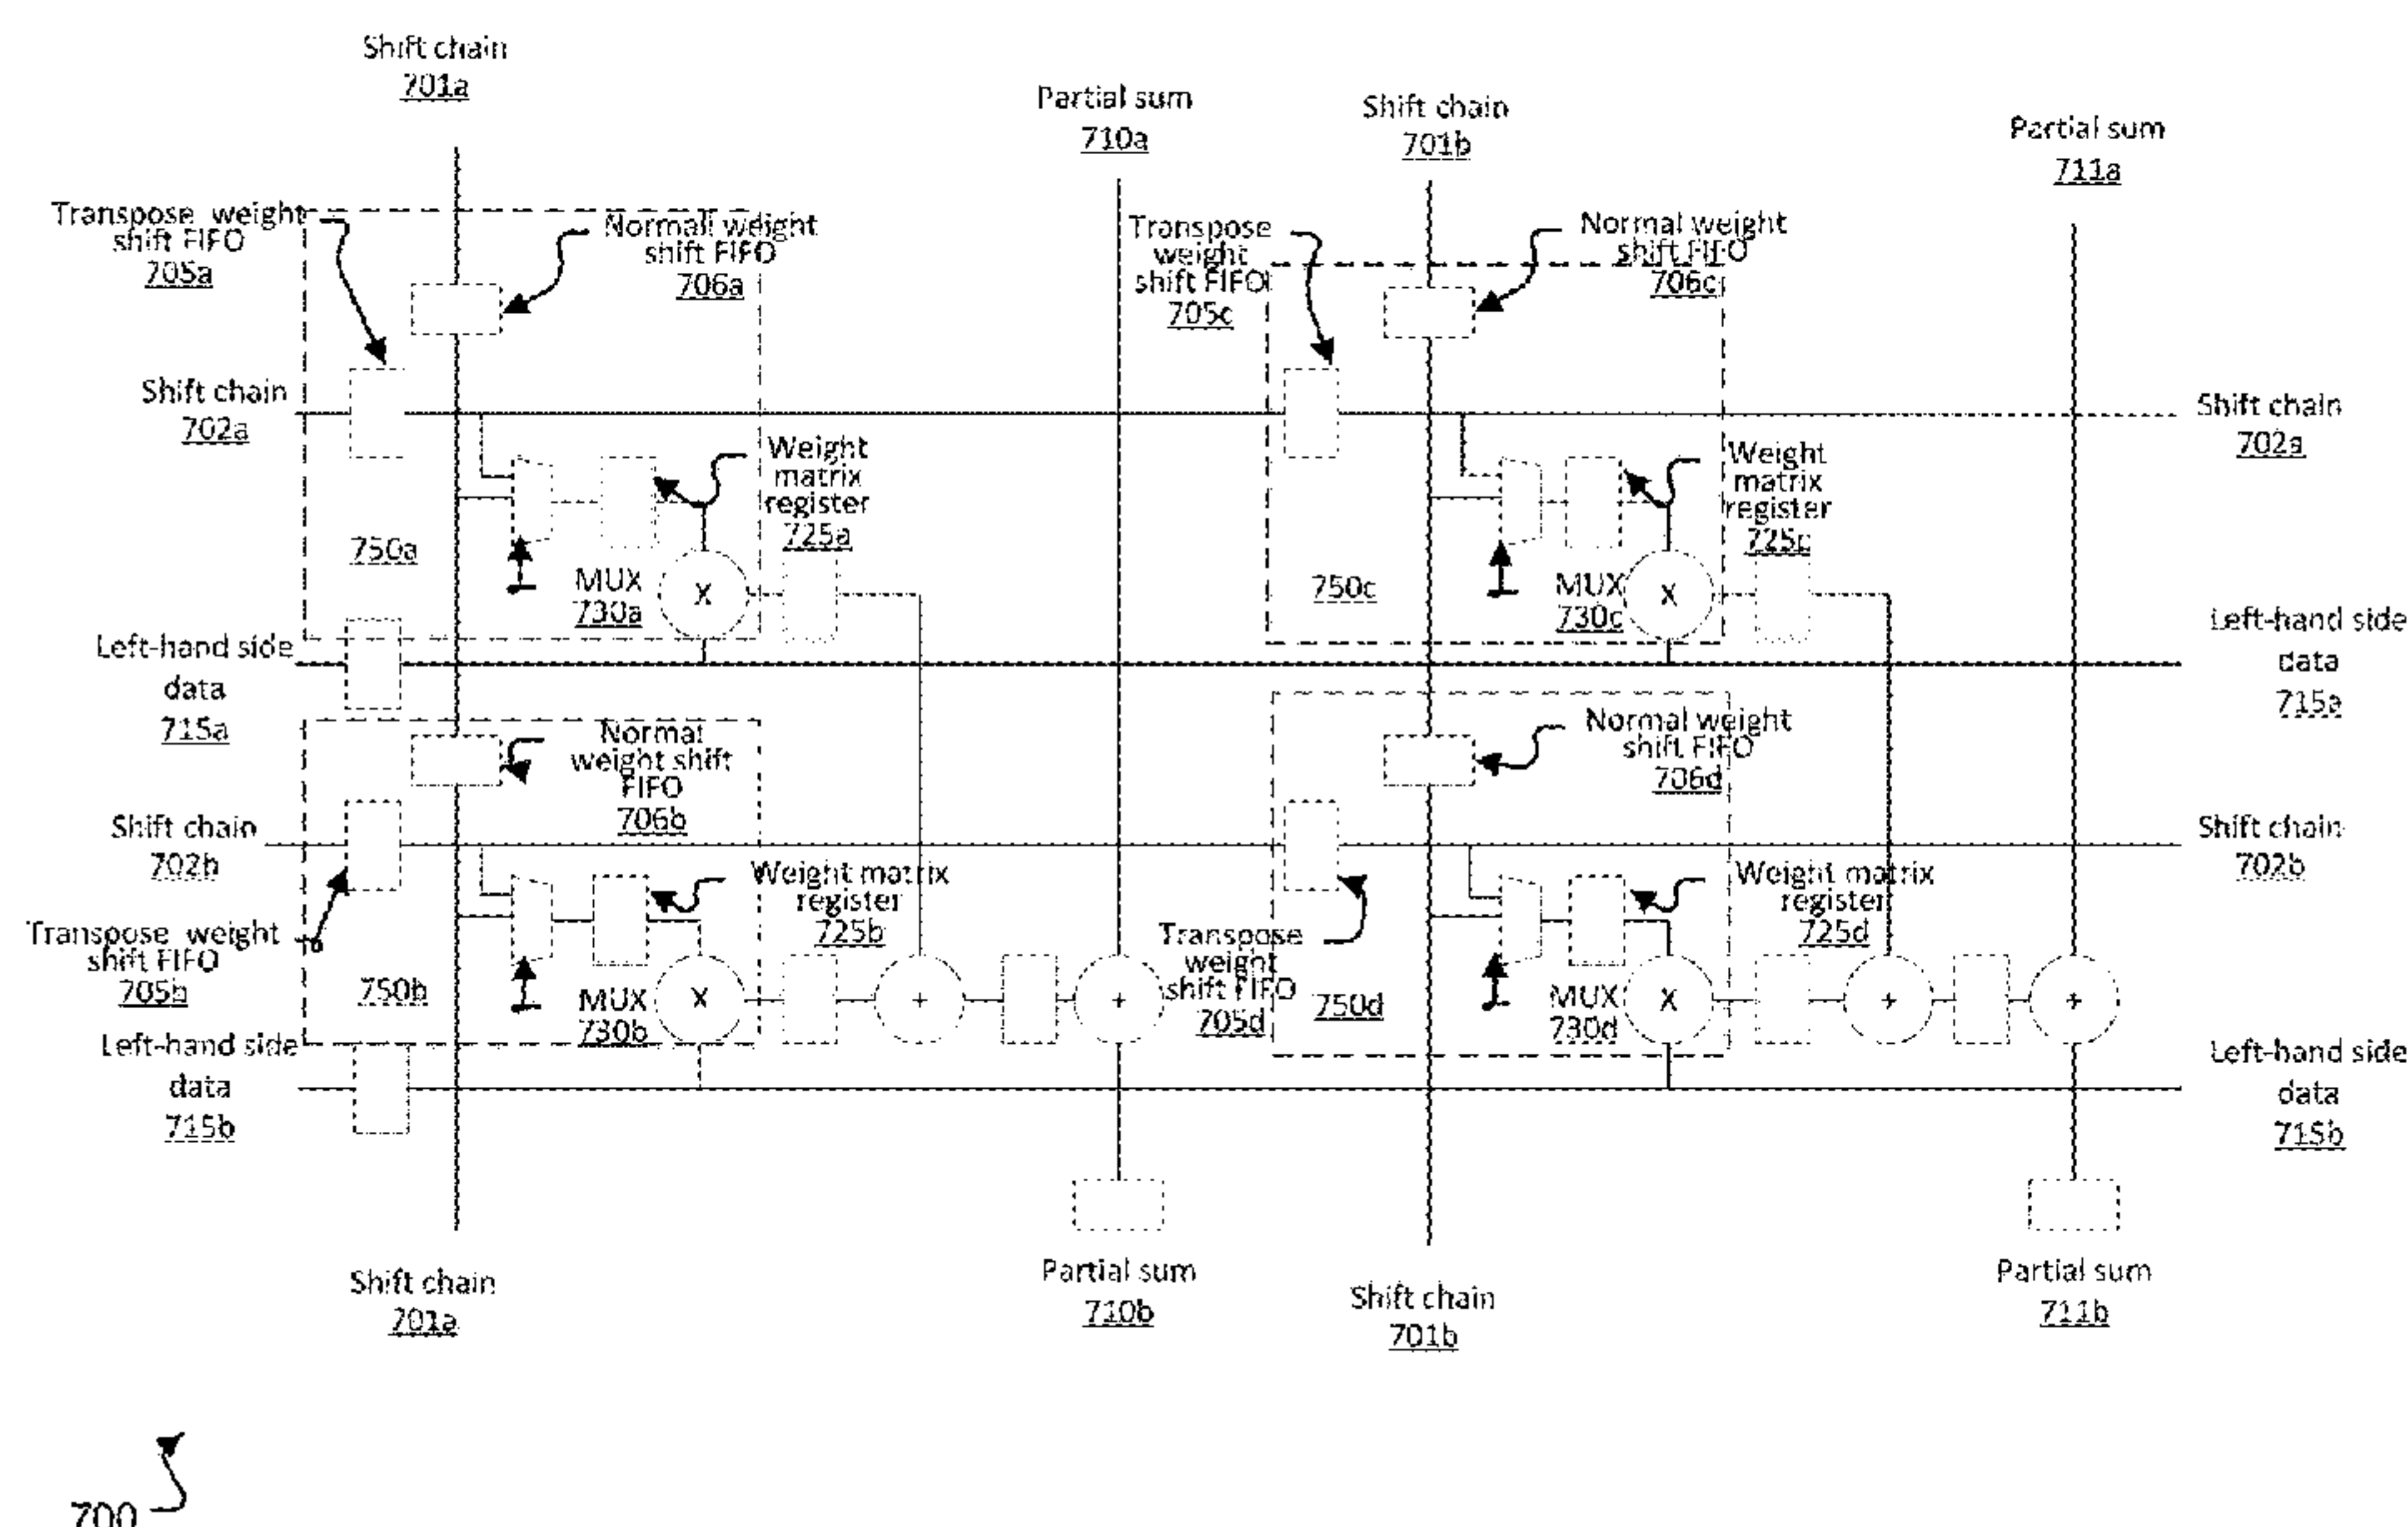 Shift chain
701a
Partial sum
710a
Shift chain
701b
Partial sum
711a
Transpose weight
shift FIFO
705a
Normall weight
shift FIFO
706a
Transpose
weight
shift FIFO
705c
Normal weight
shift FIFO
706c
Shift chain
702a
Shift chain
702a
Weight
matrix
register
725a
Weight
matrix
register
725c
750a
MUX
730a
X
750c
MUX
730c
X
Left-hand side
data
715a
Left-hand side
data
715a
Normal
weight shift
FIFO
706b
Normal weight
shift FIFO
706d
Shift chain
702b
Shift chain
702b
Weight matrix
register
725b
Weight matrix
register
725d
Transpose weight
shift FIFO
705b
750b
MUX
730b
X
+
+
Transpose
weight
shift FIFO
705d
750d
MUX
730d
X
+
+
Left-hand side
data
715b
Left-hand side
data
715b
Shift chain
701a
Partial sum
710b
Shift chain
701b
Partial sum
711b
700